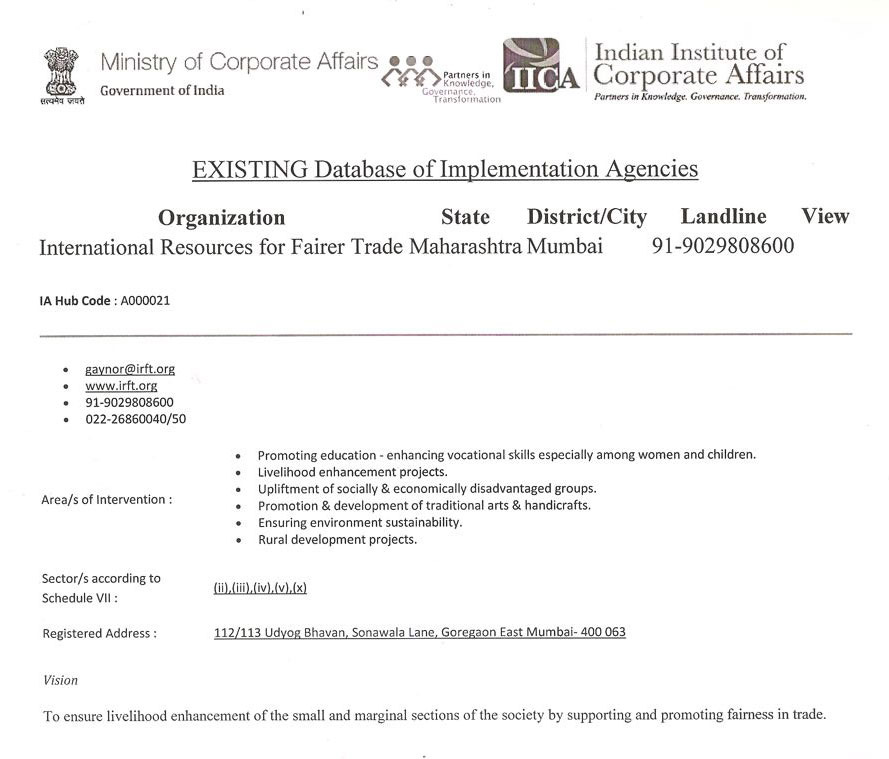 Ministry of Corporate Affairs
Government of India
सत्यमेव जयते
Partners in
Knowledge,
Governance,
Transformation
IICA
Indian Institute of
Corporate Affairs
Partners in Knowledge. Governance. Transformation.
EXISTING Database of Implementation Agencies
Organization State District/City Landline View
International Resources for Fairer Trade Maharashtra Mumbai 91-9029808600
IA Hub Code : A000021
• gaynor@irft.org
• www.irft.org
• 91-9029808600
• 022-26860040/50
Area/s of Intervention :
• Promoting education - enhancing vocational skills especially among women and children.
• Livelihood enhancement projects.
• Upliftment of socially & economically disadvantaged groups.
• Promotion & development of traditional arts & handicrafts.
• Ensuring environment sustainability.
• Rural development projects.
Sector/s according to
Schedule VII :
(ii),(iii),(iv),(v),(x)
Registered Address : 112/113 Udyog Bhavan, Sonawala Lane, Goregaon East Mumbai- 400 063
Vision
To ensure livelihood enhancement of the small and marginal sections of the society by supporting and promoting fairness in trade.